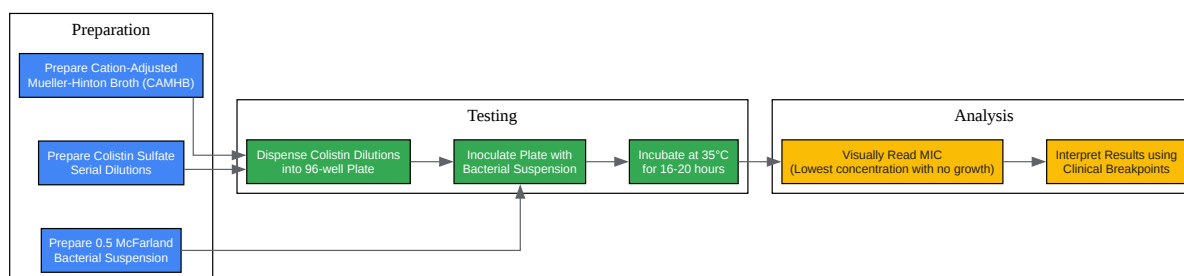 Preparation
Prepare Cation-Adjusted
Mueller-Hinton Broth (CAMHB)
Prepare Colistin Sulfate
Serial Dilutions
Prepare 0.5 McFarland
Bacterial Suspension
Testing
Dispense Colistin Dilutions
into 96-well Plate
Inoculate Plate with
Bacterial Suspension
Incubate at 35°C
for 16-20 hours
Analysis
Visually Read MIC
(Lowest concentration with no growth)
Interpret Results using
Clinical Breakpoints